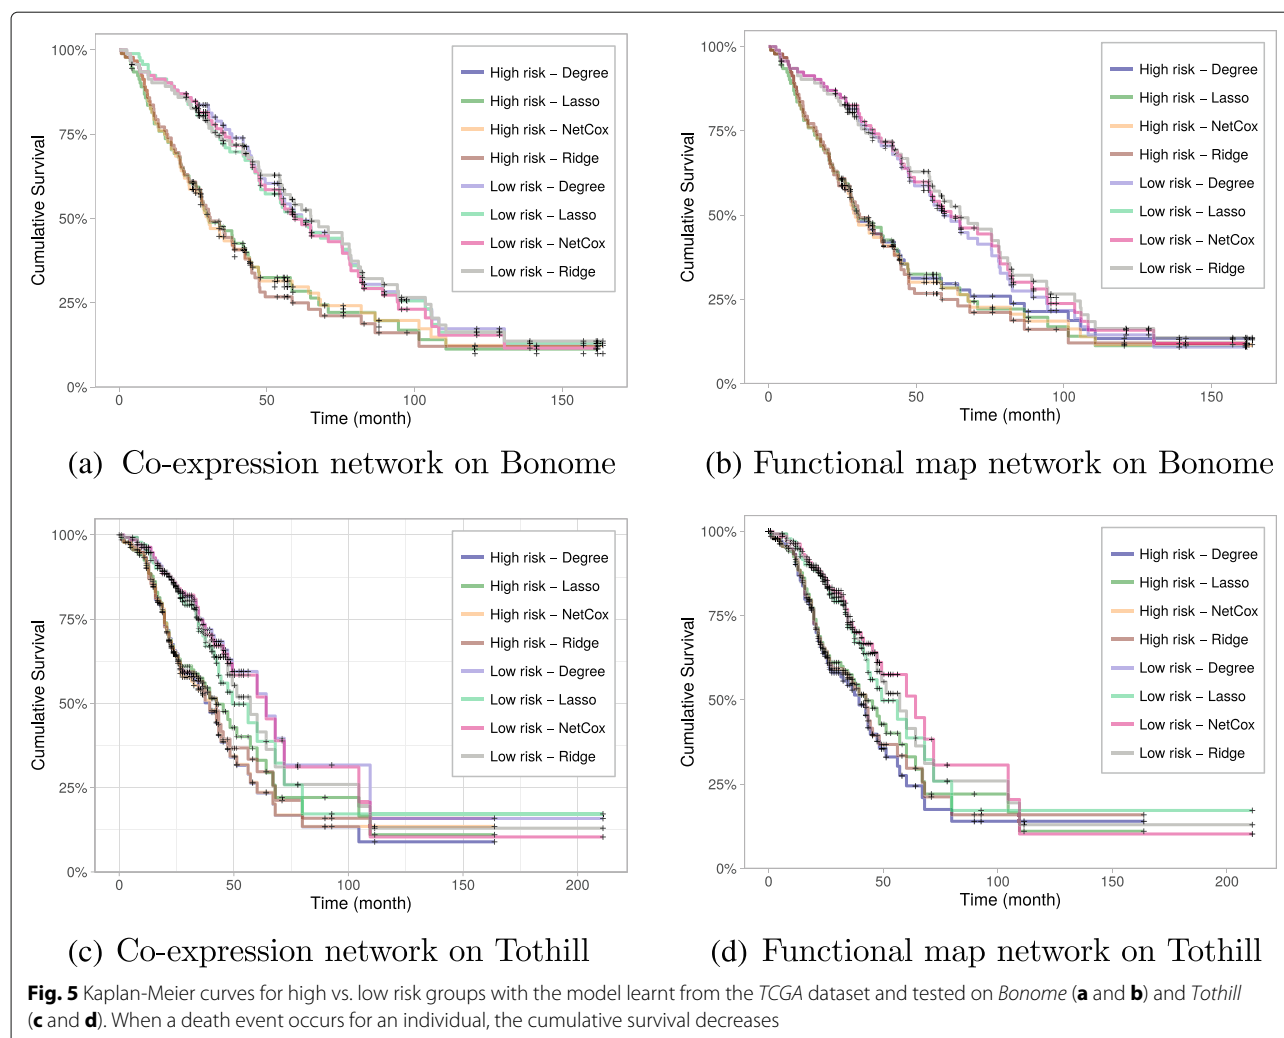 100%
75%
50%
25%
0%
Cumulative Survival
0
50
100
150
Time (month)
High risk – Degree
High risk – Lasso
High risk – NetCox
High risk – Ridge
Low risk – Degree
Low risk – Lasso
Low risk – NetCox
Low risk – Ridge
(a) Co-expression network on Bonome
100%
75%
50%
25%
0%
Cumulative Survival
0
50
100
150
Time (month)
High risk – Degree
High risk – Lasso
High risk – NetCox
High risk – Ridge
Low risk – Degree
Low risk – Lasso
Low risk – NetCox
Low risk – Ridge
(b) Functional map network on Bonome
100%
75%
50%
25%
0%
Cumulative Survival
0
50
100
150
200
Time (month)
High risk – Degree
High risk – Lasso
High risk – NetCox
High risk – Ridge
Low risk – Degree
Low risk – Lasso
Low risk – NetCox
Low risk – Ridge
(c) Co-expression network on Tothill
100%
75%
50%
25%
0%
Cumulative Survival
0
50
100
150
200
Time (month)
High risk – Degree
High risk – Lasso
High risk – NetCox
High risk – Ridge
Low risk – Degree
Low risk – Lasso
Low risk – NetCox
Low risk – Ridge
(d) Functional map network on Tothill
Fig. 5 Kaplan-Meier curves for high vs. low risk groups with the model learnt from the TCGA dataset and tested on Bonome (a and b) and Tothill
(c and d). When a death event occurs for an individual, the cumulative survival decreases